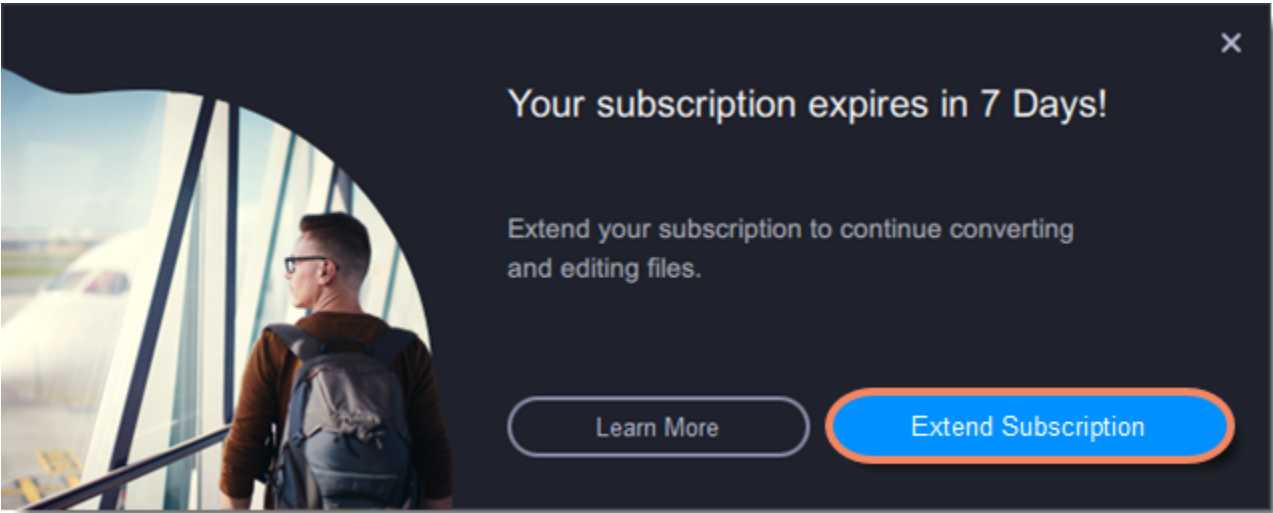 Your subscription expires in 7 Days!
Extend your subscription to continue converting
and editing files.
Learn More
Extend Subscription